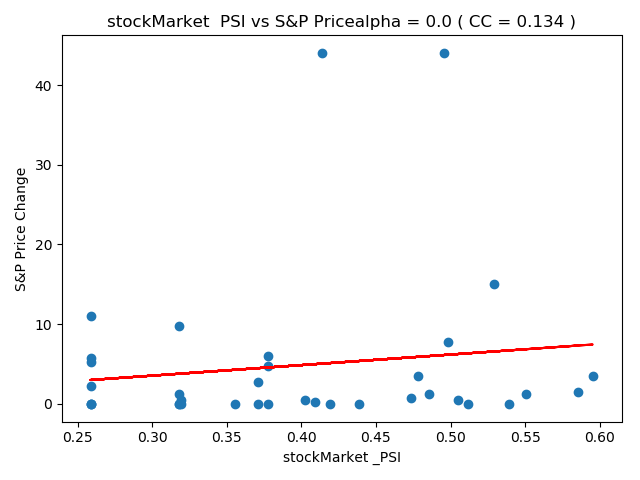 stockMarket  PSI vs S&P Pricealpha = 0.0 ( CC = 0.134 )
S&P Price Change
40
30
20
10
0
0.25 0.30 0.35 0.40 0.45 0.50 0.55 0.60
stockMarket _PSI